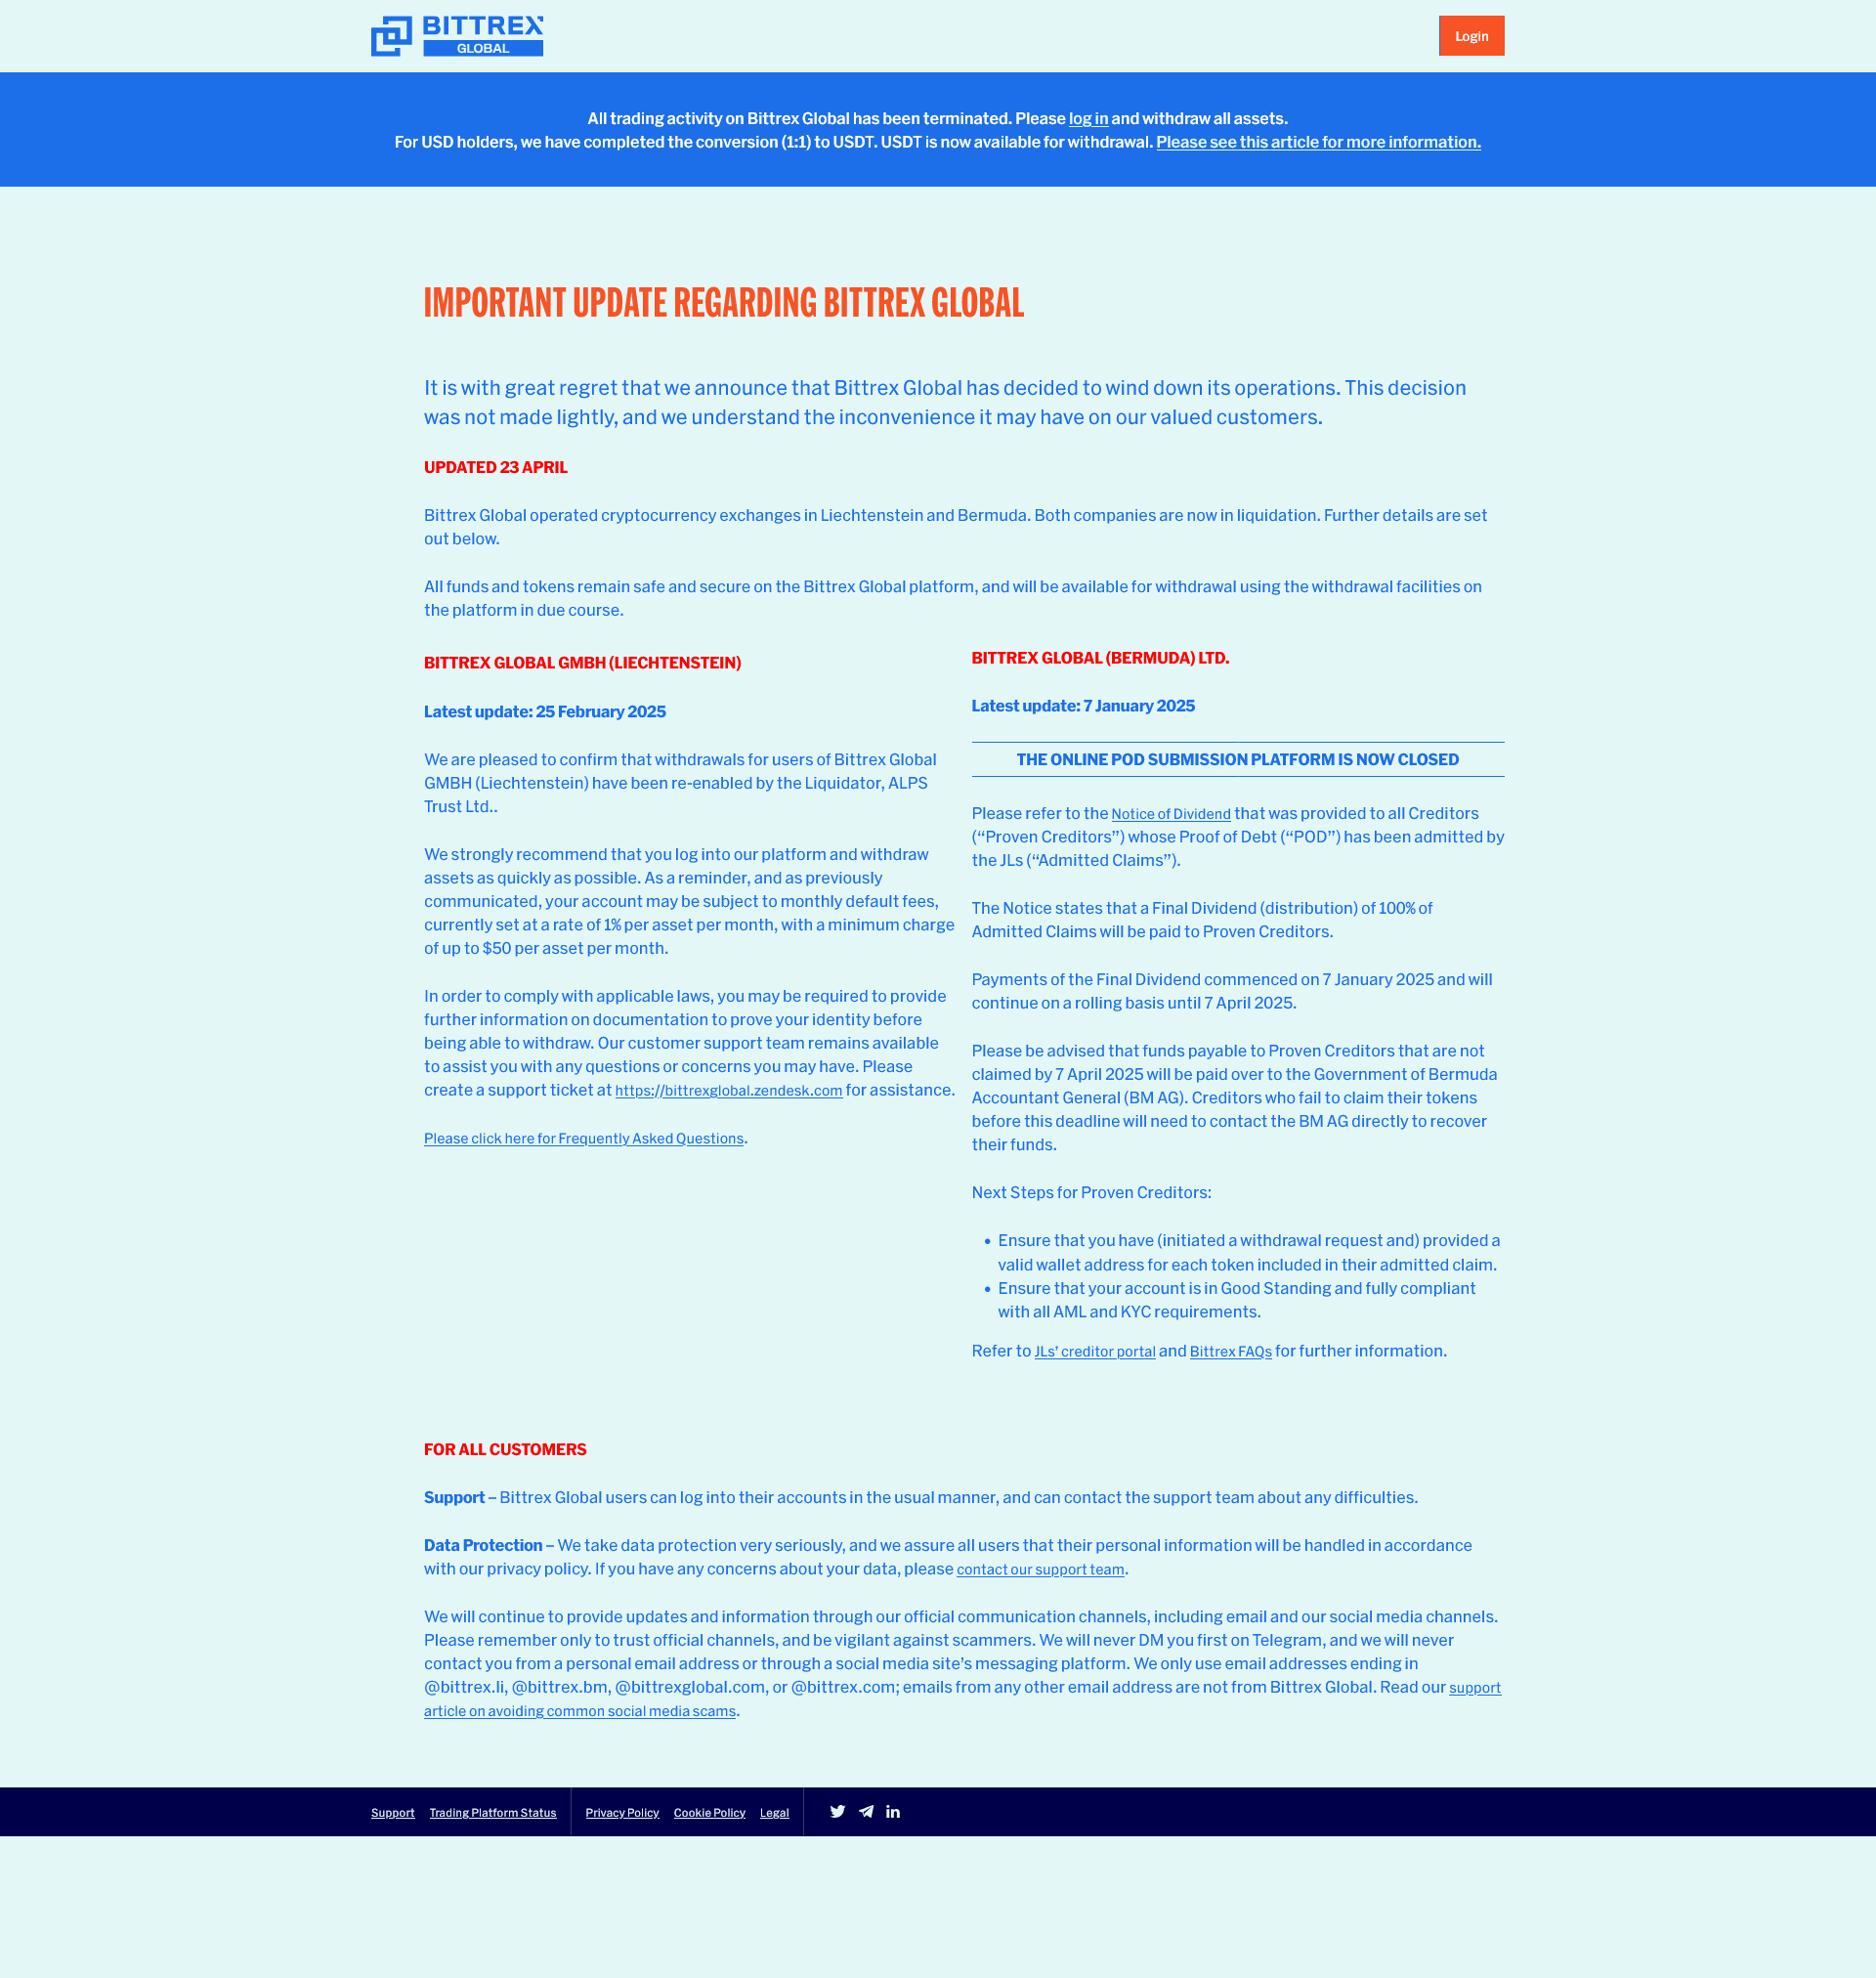 BITTREX
GLOBAL
Login
All trading activity on Bittrex Global has been terminated. Please log in and withdraw all assets.
For USD holders, we have completed the conversion (1:1) to USDT. USDT is now available for withdrawal. Please see this article for more information.
IMPORTANT UPDATE REGARDING BITTREX GLOBAL
It is with great regret that we announce that Bittrex Global has decided to wind down its operations. This decision
was not made lightly, and we understand the inconvenience it may have on our valued customers.
UPDATED 23 APRIL
Bittrex Global operated cryptocurrency exchanges in Liechtenstein and Bermuda. Both companies are now in liquidation. Further details are set
out below.
All funds and tokens remain safe and secure on the Bittrex Global platform, and will be available for withdrawal using the withdrawal facilities on
the platform in due course.
BITTREX GLOBAL GMBH (LIECHTENSTEIN)
Latest update: 25 February 2025
We are pleased to confirm that withdrawals for users of Bittrex Global
GMBH (Liechtenstein) have been re-enabled by the Liquidator, ALPS
Trust Ltd..
We strongly recommend that you log into our platform and withdraw
assets as quickly as possible. As a reminder, and as previously
communicated, your account may be subject to monthly default fees,
currently set at a rate of 1% per asset per month, with a minimum charge
of up to $50 per asset per month.
In order to comply with applicable laws, you may be required to provide
further information on documentation to prove your identity before
being able to withdraw. Our customer support team remains available
to assist you with any questions or concerns you may have. Please
create a support ticket at https://bittrexglobal.zendesk.com for assistance.
Please click here for Frequently Asked Questions.
BITTREX GLOBAL (BERMUDA) LTD.
Latest update: 7 January 2025
THE ONLINE POD SUBMISSION PLATFORM IS NOW CLOSED
Please refer to the Notice of Dividend that was provided to all Creditors
(“Proven Creditors”) whose Proof of Debt (“POD”) has been admitted by
the JLs (“Admitted Claims”).
The Notice states that a Final Dividend (distribution) of 100% of
Admitted Claims will be paid to Proven Creditors.
Payments of the Final Dividend commenced on 7 January 2025 and will
continue on a rolling basis until 7 April 2025.
Please be advised that funds payable to Proven Creditors that are not
claimed by 7 April 2025 will be paid over to the Government of Bermuda
Accountant General (BM AG). Creditors who fail to claim their tokens
before this deadline will need to contact the BM AG directly to recover
their funds.
Next Steps for Proven Creditors:
• Ensure that you have (initiated a withdrawal request and) provided a
valid wallet address for each token included in their admitted claim.
• Ensure that your account is in Good Standing and fully compliant
with all AML and KYC requirements.
Refer to JLs’ creditor portal and Bittrex FAQs for further information.
FOR ALL CUSTOMERS
Support – Bittrex Global users can log into their accounts in the usual manner, and can contact the support team about any difficulties.
Data Protection – We take data protection very seriously, and we assure all users that their personal information will be handled in accordance
with our privacy policy. If you have any concerns about your data, please contact our support team.
We will continue to provide updates and information through our official communication channels, including email and our social media channels.
Please remember only to trust official channels, and be vigilant against scammers. We will never DM you first on Telegram, and we will never
contact you from a personal email address or through a social media site’s messaging platform. We only use email addresses ending in
@bittrex.li, @bittrex.bm, @bittrexglobal.com, or @bittrex.com; emails from any other email address are not from Bittrex Global. Read our support
article on avoiding common social media scams.
Support Trading Platform Status Privacy Policy Cookie Policy Legal